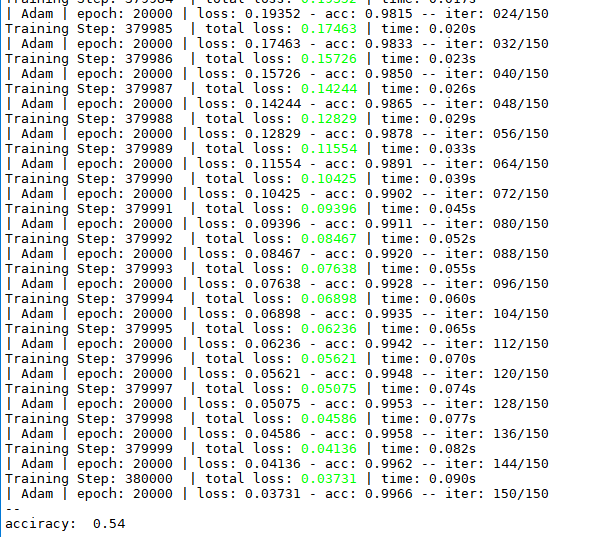 | Adam | epoch: 20000 | loss: 0.19352 - acc: 0.9815 -- iter: 024/150
Training Step: 379985  | total loss: 0.17463 | time: 0.020s
| Adam | epoch: 20000 | loss: 0.17463 - acc: 0.9833 -- iter: 032/150
Training Step: 379986  | total loss: 0.15726 | time: 0.023s
| Adam | epoch: 20000 | loss: 0.15726 - acc: 0.9850 -- iter: 040/150
Training Step: 379987  | total loss: 0.14244 | time: 0.026s
| Adam | epoch: 20000 | loss: 0.14244 - acc: 0.9865 -- iter: 048/150
Training Step: 379988  | total loss: 0.12829 | time: 0.029s
| Adam | epoch: 20000 | loss: 0.12829 - acc: 0.9878 -- iter: 056/150
Training Step: 379989  | total loss: 0.11554 | time: 0.033s
| Adam | epoch: 20000 | loss: 0.11554 - acc: 0.9891 -- iter: 064/150
Training Step: 379990  | total loss: 0.10425 | time: 0.039s
| Adam | epoch: 20000 | loss: 0.10425 - acc: 0.9902 -- iter: 072/150
Training Step: 379991  | total loss: 0.09396 | time: 0.045s
| Adam | epoch: 20000 | loss: 0.09396 - acc: 0.9911 -- iter: 080/150
Training Step: 379992  | total loss: 0.08467 | time: 0.052s
| Adam | epoch: 20000 | loss: 0.08467 - acc: 0.9920 -- iter: 088/150
Training Step: 379993  | total loss: 0.07638 | time: 0.055s
| Adam | epoch: 20000 | loss: 0.07638 - acc: 0.9928 -- iter: 096/150
Training Step: 379994  | total loss: 0.06898 | time: 0.060s
| Adam | epoch: 20000 | loss: 0.06898 - acc: 0.9935 -- iter: 104/150
Training Step: 379995  | total loss: 0.06236 | time: 0.065s
| Adam | epoch: 20000 | loss: 0.06236 - acc: 0.9942 -- iter: 112/150
Training Step: 379996  | total loss: 0.05621 | time: 0.070s
| Adam | epoch: 20000 | loss: 0.05621 - acc: 0.9948 -- iter: 120/150
Training Step: 379997  | total loss: 0.05075 | time: 0.074s
| Adam | epoch: 20000 | loss: 0.05075 - acc: 0.9953 -- iter: 128/150
Training Step: 379998  | total loss: 0.04586 | time: 0.077s
| Adam | epoch: 20000 | loss: 0.04586 - acc: 0.9958 -- iter: 136/150
Training Step: 379999  | total loss: 0.04136 | time: 0.082s
| Adam | epoch: 20000 | loss: 0.04136 - acc: 0.9962 -- iter: 144/150
Training Step: 380000  | total loss: 0.03731 | time: 0.090s
| Adam | epoch: 20000 | loss: 0.03731 - acc: 0.9966 -- iter: 150/150
--
acciracy:  0.54